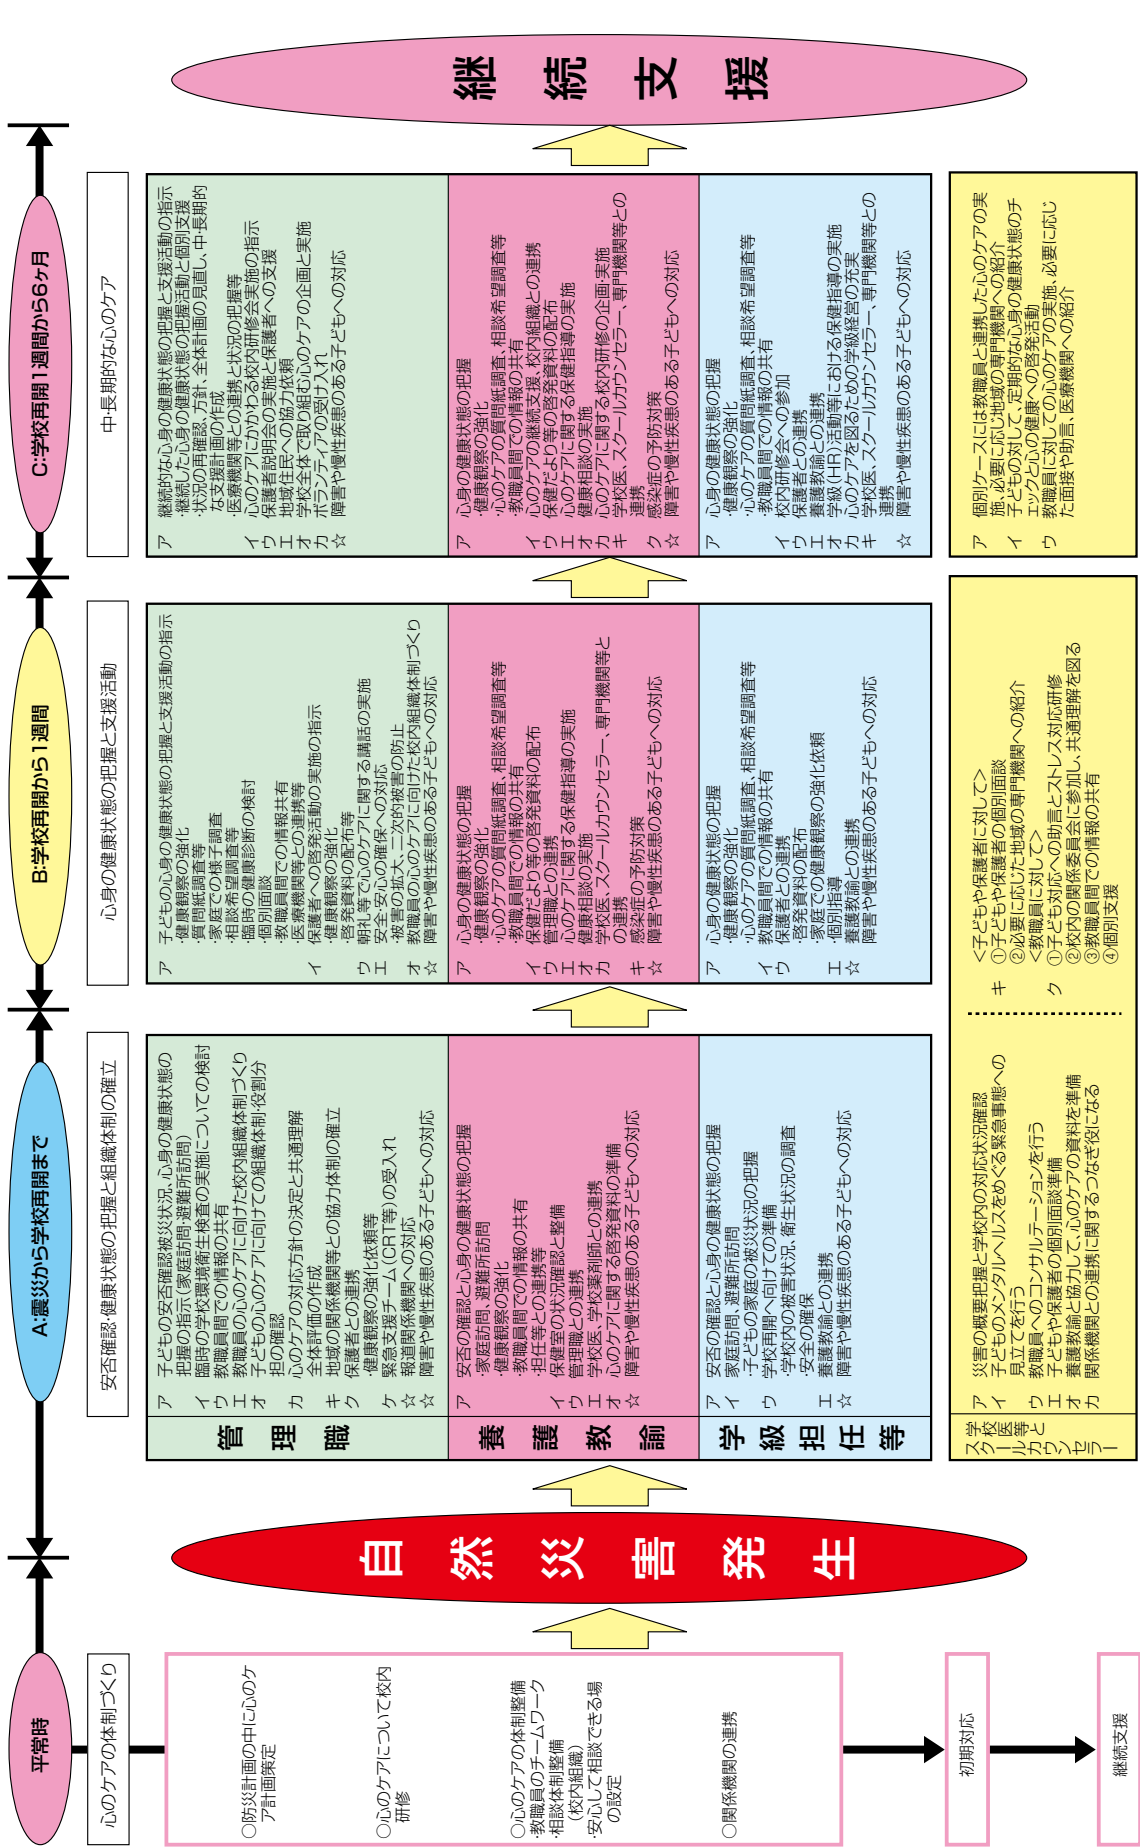 平常時
心のケアの体制づくり
○防災計画の中に心のケ
ア計画策定
○心のケアについて校内
研修
○心のケアの体制整備
・教職員のチームワーク
・相談体制整備
(校内組織)
・安心して相談できる場
の設定
○関係機関の連携
初期対応
継続支援
自然災害発生
A:震災から学校再開まで
安否確認・健康状態の把握と組織体制の確立
管理職
ア 子どもの安否確認被災状況、心身の健康状態の
把握の指示(家庭訪問・避難所訪問)
イ 臨時の学校環境衛生検査の実施についての検討
ウ 教職員間での情報の共有
エ 教職員の心のケアに向けた校内組織体制づくり
オ 子どもの心のケアに向けての組織体制・役割分
担の確認
カ 心のケアの対応方針の決定と共通理解
全体評価の作成
キ 地域の関係機関等との協力体制の確立
ク 保護者との連携
・健康観察の強化依頼等
ケ 緊急支援チーム(CRT等)の受入れ
☆ 報道関係機関への対応
☆ 障害や慢性疾患のある子どもへの対応
養護教諭
ア 安否の確認と心身の健康状態の把握
・家庭訪問、避難所訪問
・健康観察の強化
・教職員間での情報の共有
・担任等との連携等
イ 保健室の状況確認と整備
ウ 管理職との連携
エ 学校医、学校薬剤師との連携
オ 心のケアに関する啓発資料の準備
☆ 障害や慢性疾患のある子どもへの対応
学級担任等
ア 安否確認と心身の健康状態の把握
イ 家庭訪問、避難所訪問
・子どもの家庭の被災状況の把握
ウ 学校再開へ向けての準備
・学校内の被害状況、衛生状況の調査
・安全の確保
エ 養護教諭との連携
☆ 障害や慢性疾患のある子どもへの対応
学校医等と
スクールカウンセラー
ア 災害の概要把握と学校内の対応状況確認
イ 子どものメンタルヘルスをめぐる緊急事態への
見立てを行う
ウ 教職員へのコンサルテーションを行う
エ 子どもや保護者の個別面談準備
オ 養護教諭と協力して、心のケアの資料を準備
カ 関係機関との連携に関するつなぎ役になる
B:学校再開から1週間
心身の健康状態の把握と支援活動
ア 子どもの心身の健康状態の把握と支援活動の指示
・健康観察の強化
・質問紙調査等
・家庭での様子調査
・相談希望調査等
・臨時の健康診断の検討
・個別面談
・教職員間での情報共有
・医療機関等との連携等
イ 保護者への啓発活動の実施の指示
・健康観察の強化
・啓発資料の配布等
ウ 朝礼等で心のケアに関する講話の実施
エ 安全・安心の確保への対応
・被害の拡大、二次的被害の防止
オ 教職員の心のケアに向けた校内組織体制づくり
☆ 障害や慢性疾患のある子どもへの対応
ア 心身の健康状態の把握
・健康観察の強化
・心のケアの質問紙調査、相談希望調査等
・教職員間での情報の共有
イ 保健だより等の啓発資料の配布
ウ 管理職との連携
エ 心のケアに関する保健指導の実施
オ 健康相談の実施
カ 学校医、スクールカウンセラー、専門機関等と
の連携
キ 感染症の予防対策
☆ 障害や慢性疾患のある子どもへの対応
ア 心身の健康状態の把握
・健康観察の強化
・心のケアの質問紙調査、相談希望調査等
イ 教職員間での情報の共有
ウ 保護者との連携
・啓発資料の配布
・家庭での健康観察の強化依頼
・個別指導
エ 養護教諭との連携
☆ 障害や慢性疾患のある子どもへの対応
キ <子どもや保護者に対して>
①子どもや保護者の個別面談
②必要に応じた地域の専門機関への紹介
ク <教職員に対して>
①子ども対応への助言とストレス対応研修
②校内の関係委員会に参加し、共通理解を図る
③教職員間での情報の共有
④個別支援
C:学校再開1週間から6ヶ月
中・長期的な心のケア
ア 継続的な心身の健康状態の把握と支援活動の指示
・継続した心身の健康状態の把握活動と個別支援
・状況の再確認、方針、全体計画の見直し、中・長期的
な支援計画の作成
・医療機関等との連携と状況の把握等
イ 心のケアにかかわる校内研修会実施の指示
ウ 保護者説明会の実施と保護者への支援
エ 地域住民への協力依頼
オ 学校全体で取り組む心のケアの企画と実施
カ ボランティアの受け入れ
☆ 障害や慢性疾患のある子どもへの対応
ア 心身の健康状態の把握
・健康観察の強化
・心のケアの質問紙調査、相談希望調査等
・教職員間での情報の共有
イ 心のケアの継続支援、校内組織との連携
ウ 保健だより等の啓発資料の配布
エ 心のケアに関する保健指導の実施
オ 健康相談の実施
カ 心のケアに関する校内研修の企画・実施
キ 学校医、スクールカウンセラー、専門機関等との
連携
ク 感染症の予防対策
☆ 障害や慢性疾患のある子どもへの対応
ア 心身の健康状態の把握
・健康観察の強化
・心のケアの質問紙調査、相談希望調査等
・教職員間での情報の共有
イ 校内研修会への参加
ウ 保護者との連携
エ 養護教諭との連携
オ 学級(HR)活動等における保健指導の実施
カ 心のケアを図るための学級経営の充実
キ 学校医、スクールカウンセラー、専門機関等との
連携
☆ 障害や慢性疾患のある子どもへの対応
ア 個別ケースには教職員と連携した心のケアの実
施、必要に応じ地域の専門機関への紹介
イ 子どもの対して、定期的な心身の健康状態のチ
ェックと心の健康への啓発活動
ウ 教職員に対しての心のケアの実施、必要に応じ
た面接や助言、医療機関への紹介
継続支援